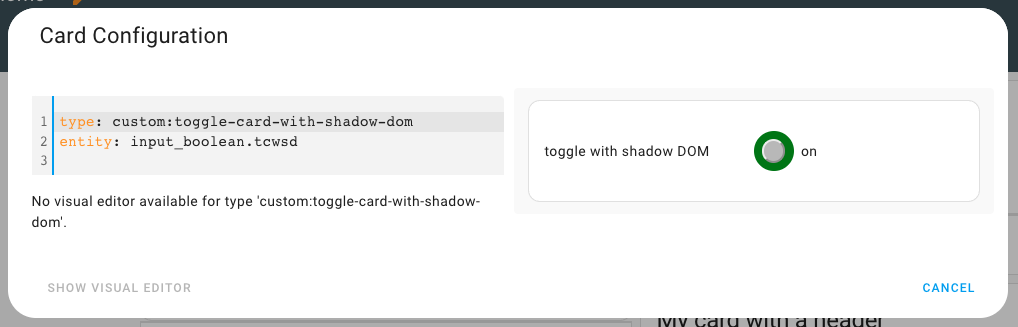 Card Configuration
1 type: custom:toggle-card-with-shadow-dom
2 entity: input_boolean.tcwsd
3
toggle with shadow DOM
on
No visual editor available for type 'custom:toggle-card-with-shadow-
dom'.
SHOW VISUAL EDITOR
CANCEL
My card with a header